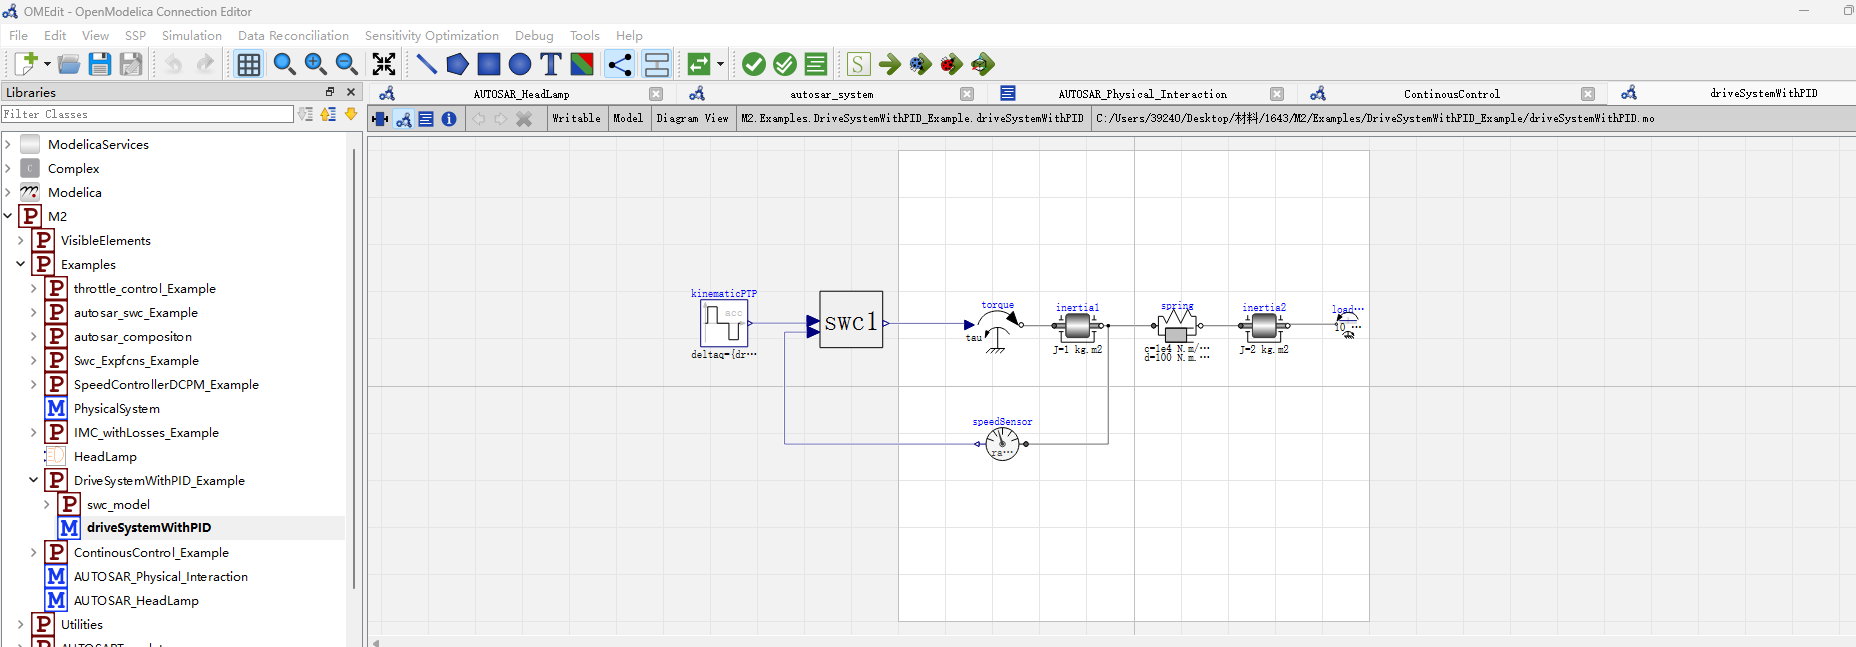 OMEdit - OpenModelica Connection Editor
File Edit View SSP Simulation Data Reconciliation Sensitivity Optimization Debug Tools Help
T S
Libraries
AUTOSAR_HeadLamp autosar_system AUTOSAR_Physical_Interaction ContinousControl driveSystemWithPID
Filter Classes
Writable Model Diagram View M2.Examples.DriveSystemWithPID_Example.driveSystemWithPID C:/Users/39240/Desktop/材料/1643/M2/Examples/DriveSystemWithPID_Example/driveSystemWithPID.mo
ModelicaServices
C Complex
Modelica
P M2
P VisibleElements
P Examples
P throttle_control_Example
P autosar_swc_Example
P autosar_compositon
P Swc_Expfcns_Example
P SpeedControllerDCPM_Example
M PhysicalSystem
P IMC_withLosses_Example
HeadLamp
P DriveSystemWithPID_Example
P swc_model
M driveSystemWithPID
P ContinousControl_Example
M AUTOSAR_Physical_Interaction
M AUTOSAR_HeadLamp
P Utilities
kinematicPTP
acc
deltaq={dr...
SWC1
torque
tau
inertia1
J=1 kg.m2
spring
c=1e4 N.m/...
d=100 N.m....
inertia2
J=2 kg.m2
load...
10 ...
speedSensor
ra...